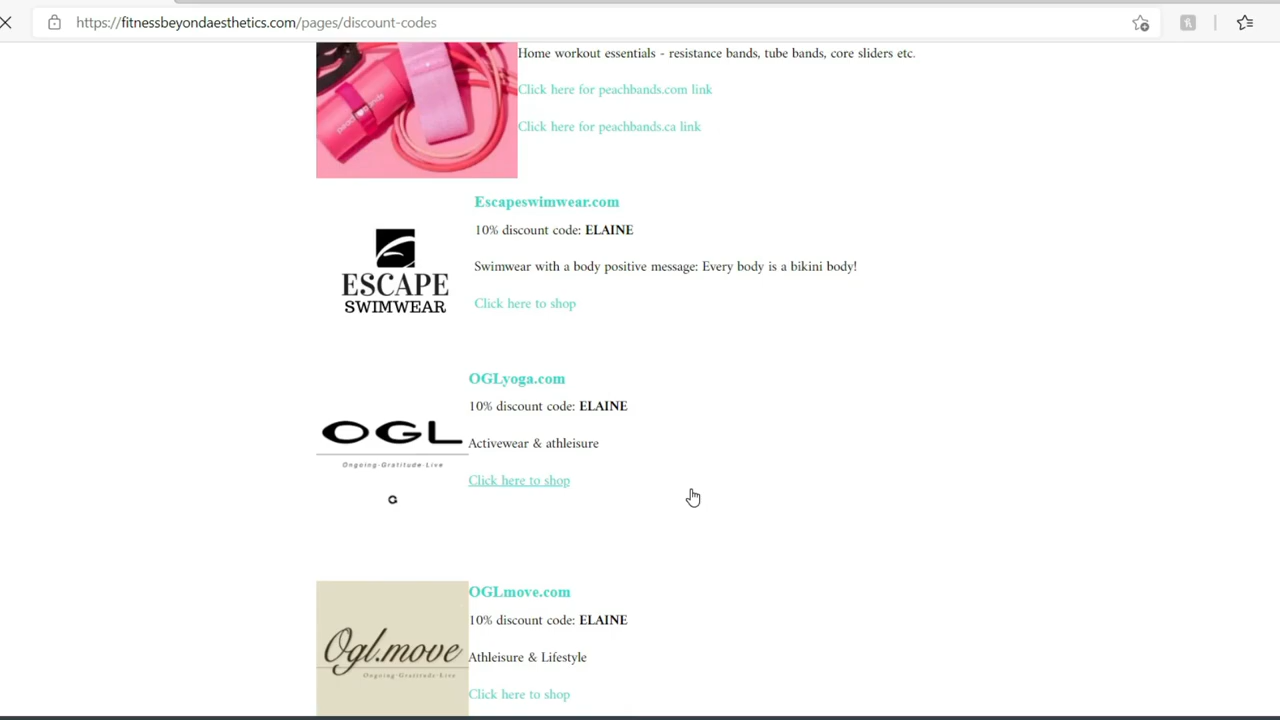 https://fitnessbeyondaesthetics.com/pages/discount-codes
Home workout essentials - resistance bands, tube bands, core sliders etc.
Click here for peachbands.com link
Click here for peachbands.ca link
Escapeswimwear.com
10% discount code: ELAINE
Swimwear with a body positive message: Every body is a bikini body!
Click here to shop
ESCAPE
SWIMWEAR
OGLyoga.com
10% discount code: ELAINE
Activewear & athleisure
Click here to shop
OGL
Ongoing-Gratitude-Live
OGLmove.com
10% discount code: ELAINE
Athleisure & Lifestyle
Click here to shop
Ogl.move
Ongoing-Gratitude-Live